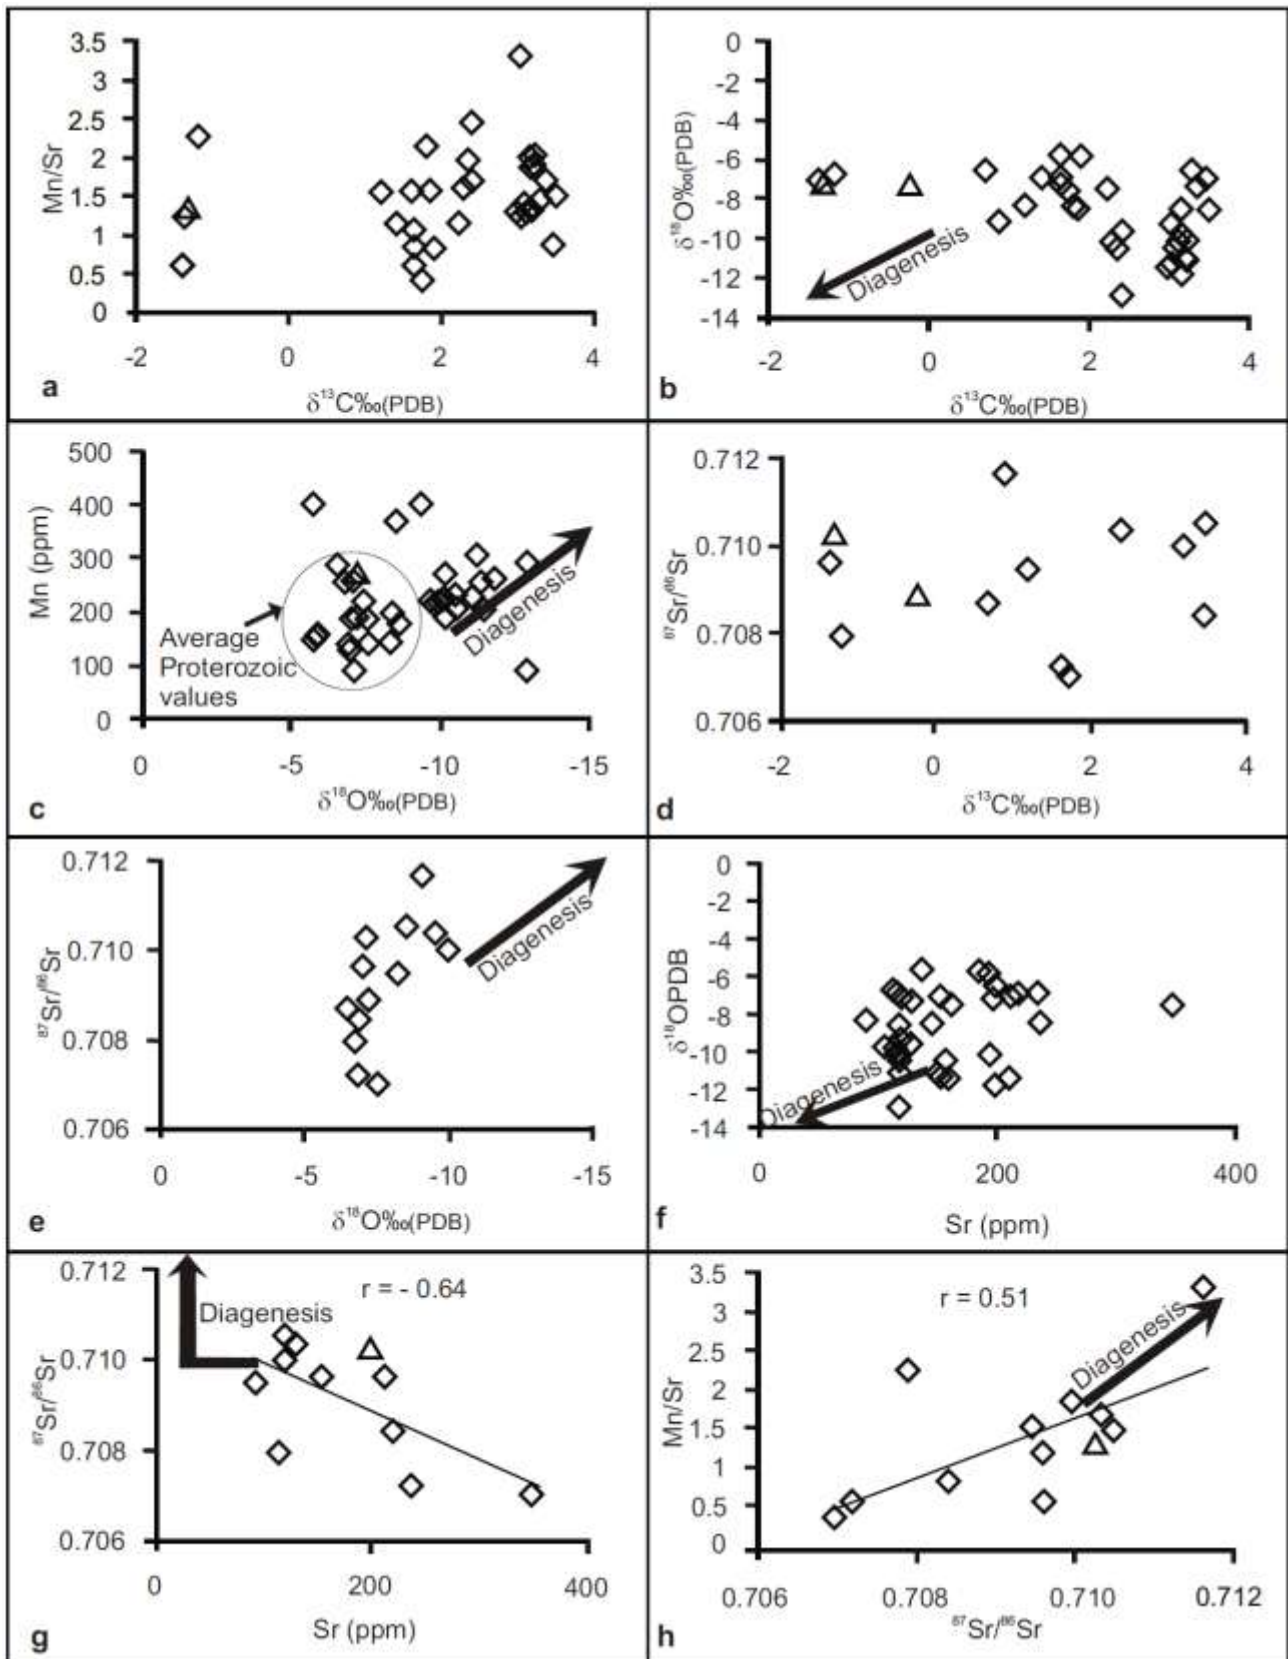 3.5
3
2.5
2
1.5
1
0.5
0
Mn/Sr
-2
0
2
4
a
δ¹³C‰(PDB)
0
-2
-4
-6
-8
-10
-12
-14
δ¹⁸O‰(PDB)
Diagenesis
-2
0
2
4
b
δ¹³C‰(PDB)
500
400
300
200
100
0
Mn (ppm)
Average
Proterozoic
values
Diagenesis
0
-5
-10
-15
c
δ¹⁸O‰(PDB)
0.712
0.710
0.708
0.706
⁸⁷Sr/⁸⁶Sr
-2
0
2
4
d
δ¹³C‰(PDB)
0.712
0.710
0.708
0.706
⁸⁷Sr/⁸⁶Sr
Diagenesis
0
-5
-10
-15
e
δ¹⁸O‰(PDB)
0
-2
-4
-6
-8
-10
-12
-14
δ¹⁸OPDB
Diagenesis
0
200
400
f
Sr (ppm)
0.712
0.710
0.708
0.706
⁸⁷Sr/⁸⁶Sr
Diagenesis
r = - 0.64
0
200
400
g
Sr (ppm)
3.5
3
2.5
2
1.5
1
0.5
0
Mn/Sr
r = 0.51
Diagenesis
0.706
0.708
0.710
0.712
h
⁸⁷Sr/⁸⁶Sr